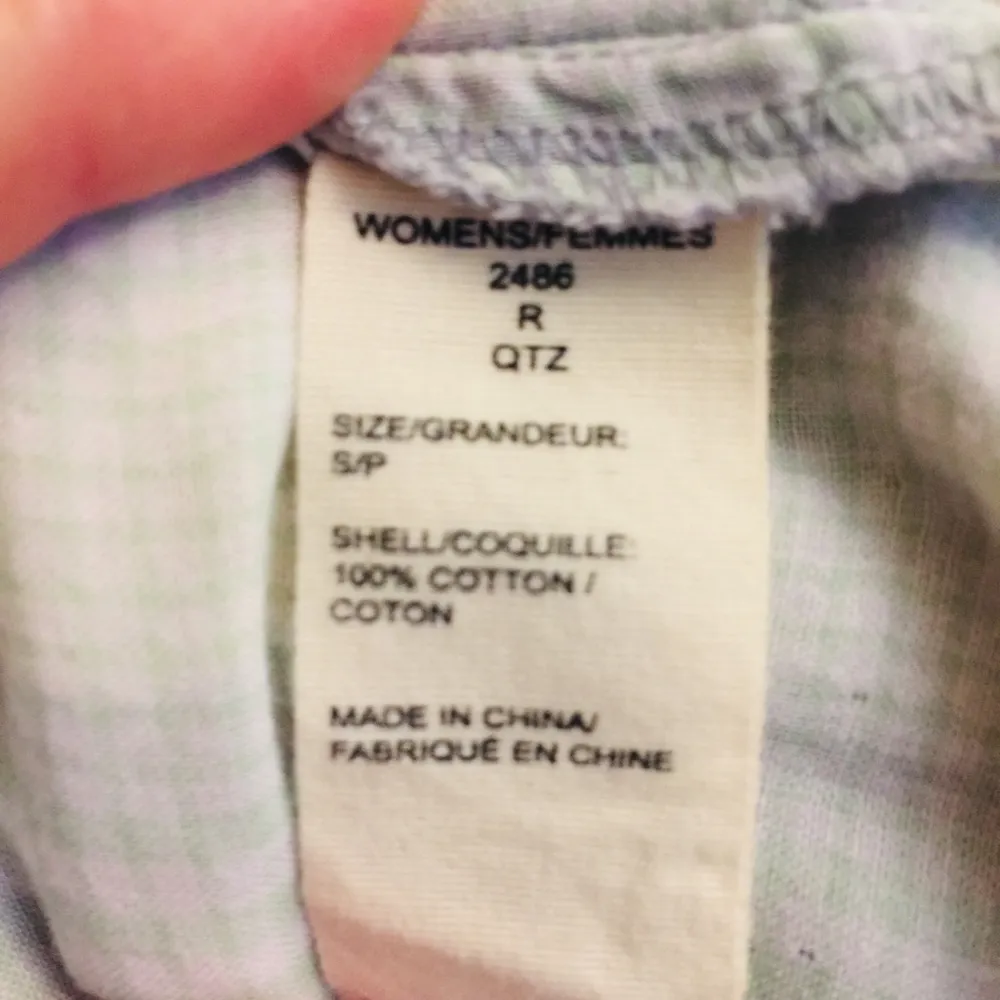 WOMENS/FEMMES
2486
R
QTZ
SIZE/GRANDEUR:
S/P
SHELL/COQUILLE:
100% COTTON /
COTON
MADE IN CHINA/
FABRIQUÉ EN CHINE